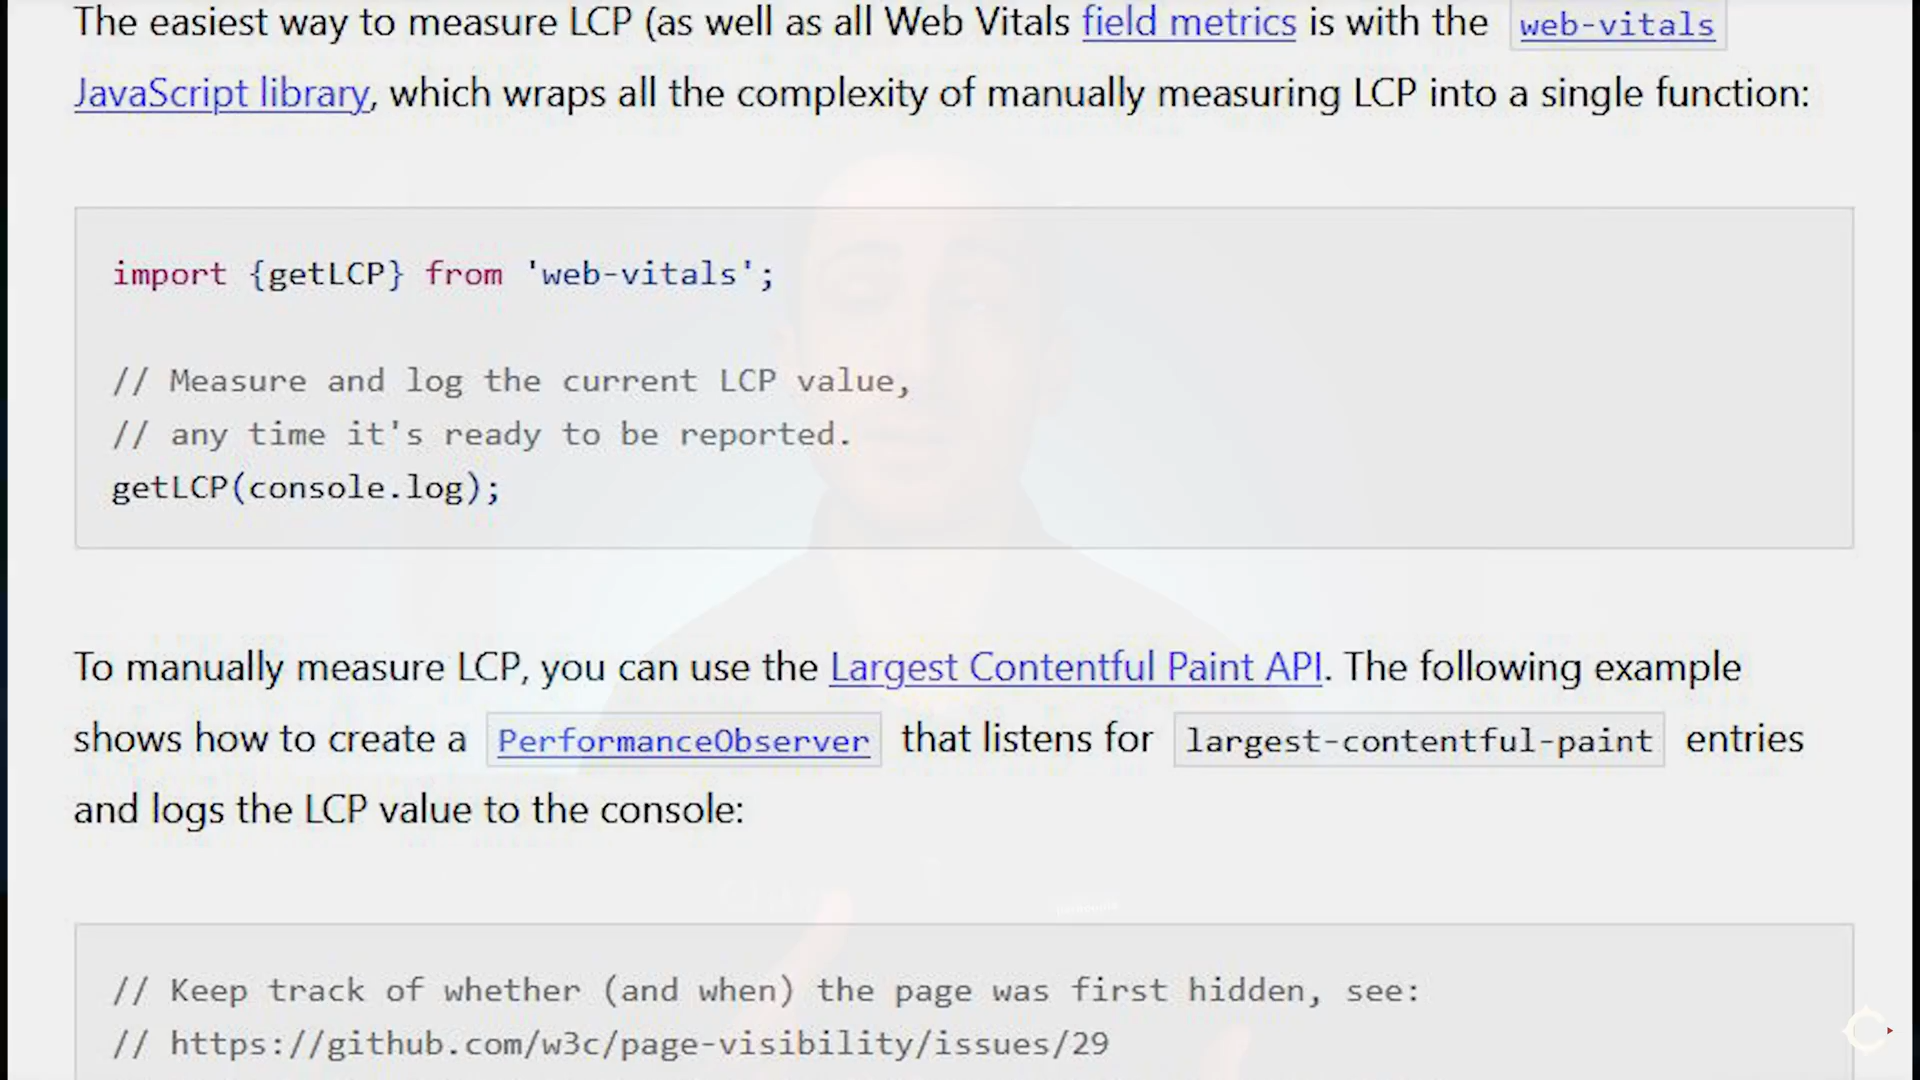 The easiest way to measure LCP (as well as all Web Vitals field metrics is with the web-vitals
JavaScript library, which wraps all the complexity of manually measuring LCP into a single function:
import {getLCP} from 'web-vitals';
// Measure and log the current LCP value,
// any time it's ready to be reported.
getLCP(console.log);
To manually measure LCP, you can use the Largest Contentful Paint API. The following example
shows how to create a PerformanceObserver that listens for largest-contentful-paint entries
and logs the LCP value to the console:
// Keep track of whether (and when) the page was first hidden, see:
// https://github.com/w3c/page-visibility/issues/29